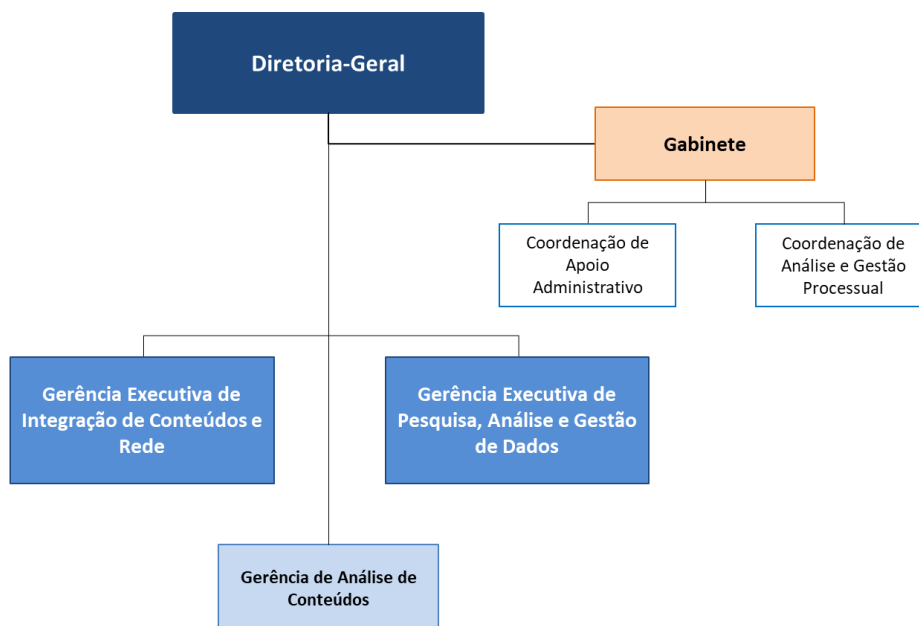 Diretoria-Geral
Gabinete
Coordenação de
Apoio
Administrativo
Coordenação de
Análise e Gestão
Processual
Gerência Executiva de
Integração de Conteúdos e
Rede
Gerência Executiva de
Pesquisa, Análise e Gestão
de Dados
Gerência de Análise de
Conteúdos